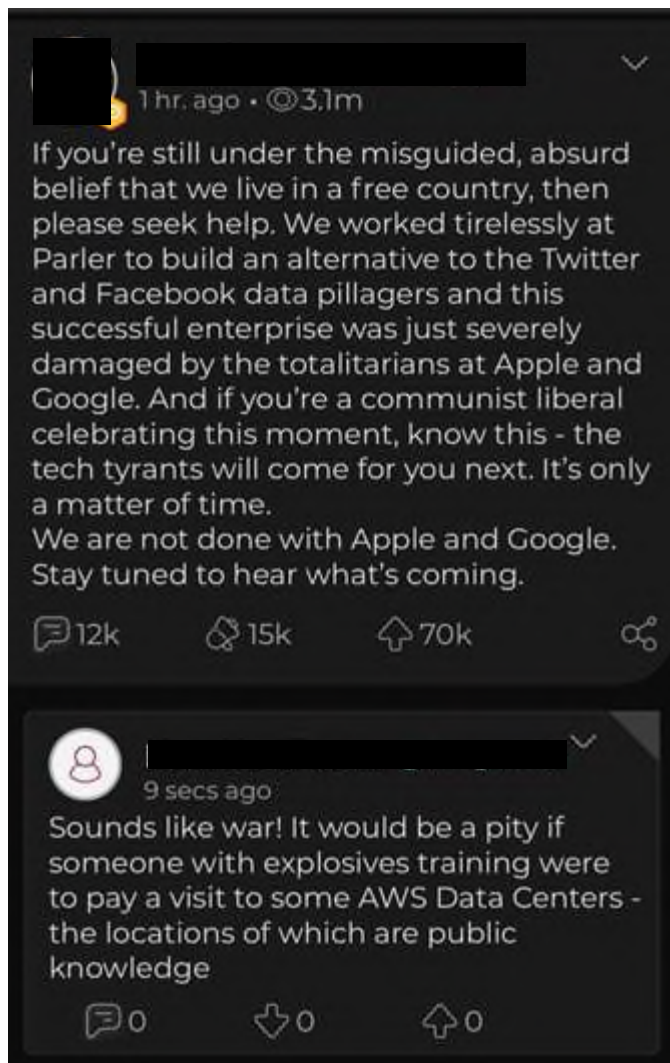 1 hr. ago • 3.1m
If you're still under the misguided, absurd
belief that we live in a free country, then
please seek help. We worked tirelessly at
Parler to build an alternative to the Twitter
and Facebook data pillagers and this
successful enterprise was just severely
damaged by the totalitarians at Apple and
Google. And if you're a communist liberal
celebrating this moment, know this - the
tech tyrants will come for you next. It's only
a matter of time.
We are not done with Apple and Google.
Stay tuned to hear what's coming.
12k 15k 70k
9 secs ago
Sounds like war! It would be a pity if
someone with explosives training were
to pay a visit to some AWS Data Centers -
the locations of which are public
knowledge
0 0 0